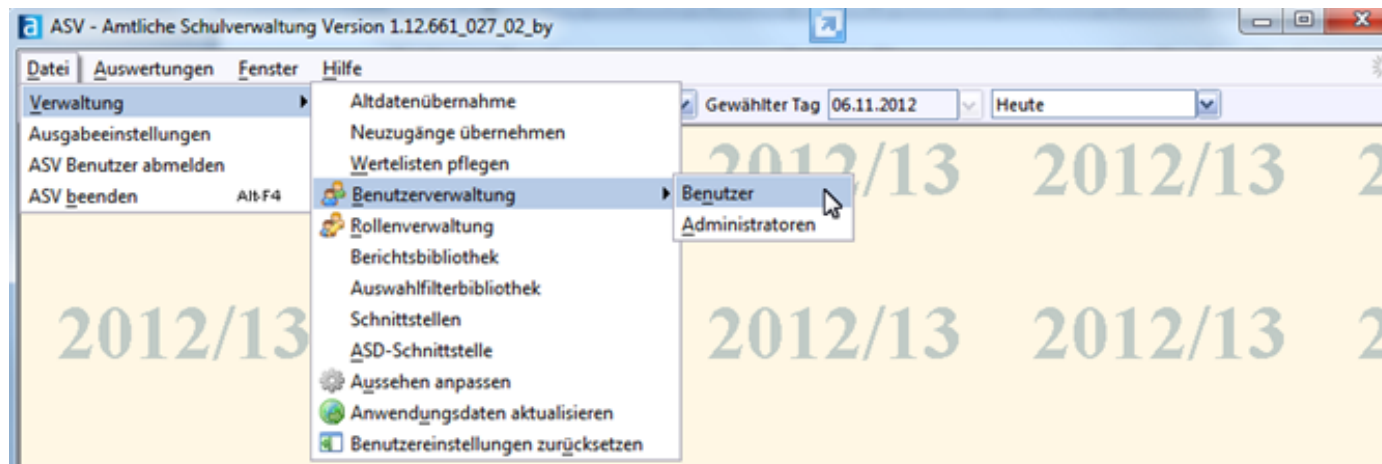 ASV - Amtliche Schulverwaltung Version 1.12.661_027_02_by
Datei Auswertungen Fenster Hilfe
Verwaltung
Ausgabeeinstellungen
ASV Benutzer abmelden
ASV beenden Alt-F4
Altdatenübernahme
Neuzugänge übernehmen
Wertelisten pflegen
Benutzerverwaltung
Rollenverwaltung
Berichtsbibliothek
Auswahlfilterbibliothek
Schnittstellen
ASD-Schnittstelle
Aussehen anpassen
Anwendungsdaten aktualisieren
Benutzereinstellungen zurücksetzen
Benutzer
Administratoren
Gewählter Tag 06.11.2012 Heute
2012/13 2012/13 2
2012/13 2012/13 2012/13 2